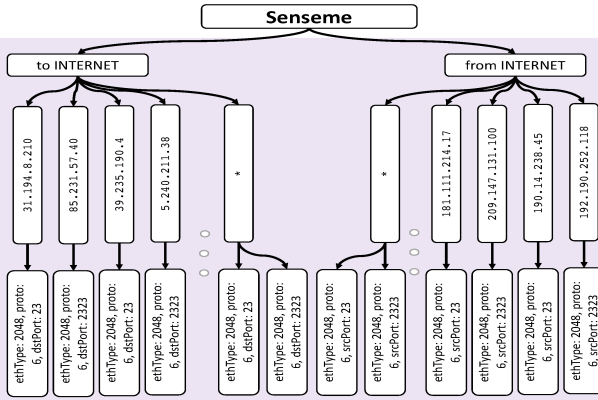 Senseme
to INTERNET
from INTERNET
31.194.8.210
85.231.57.40
39.235.190.4
5.240.211.38
*
*
181.111.214.17
209.147.131.100
190.14.238.45
192.190.252.118
ethType: 2048, proto:
6, dstPort: 23
ethType: 2048, proto:
6, dstPort: 2323
ethType: 2048, proto:
6, dstPort: 23
ethType: 2048, proto:
6, dstPort: 2323
ethType: 2048, proto:
6, dstPort: 23
ethType: 2048, proto:
6, dstPort: 2323
ethType: 2048, proto:
6, srcPort: 23
ethType: 2048, proto:
6, srcPort: 2323
ethType: 2048, proto:
6, srcPort: 23
ethType: 2048, proto:
6, srcPort: 2323
ethType: 2048, proto:
6, srcPort: 23
ethType: 2048, proto:
6, srcPort: 2323